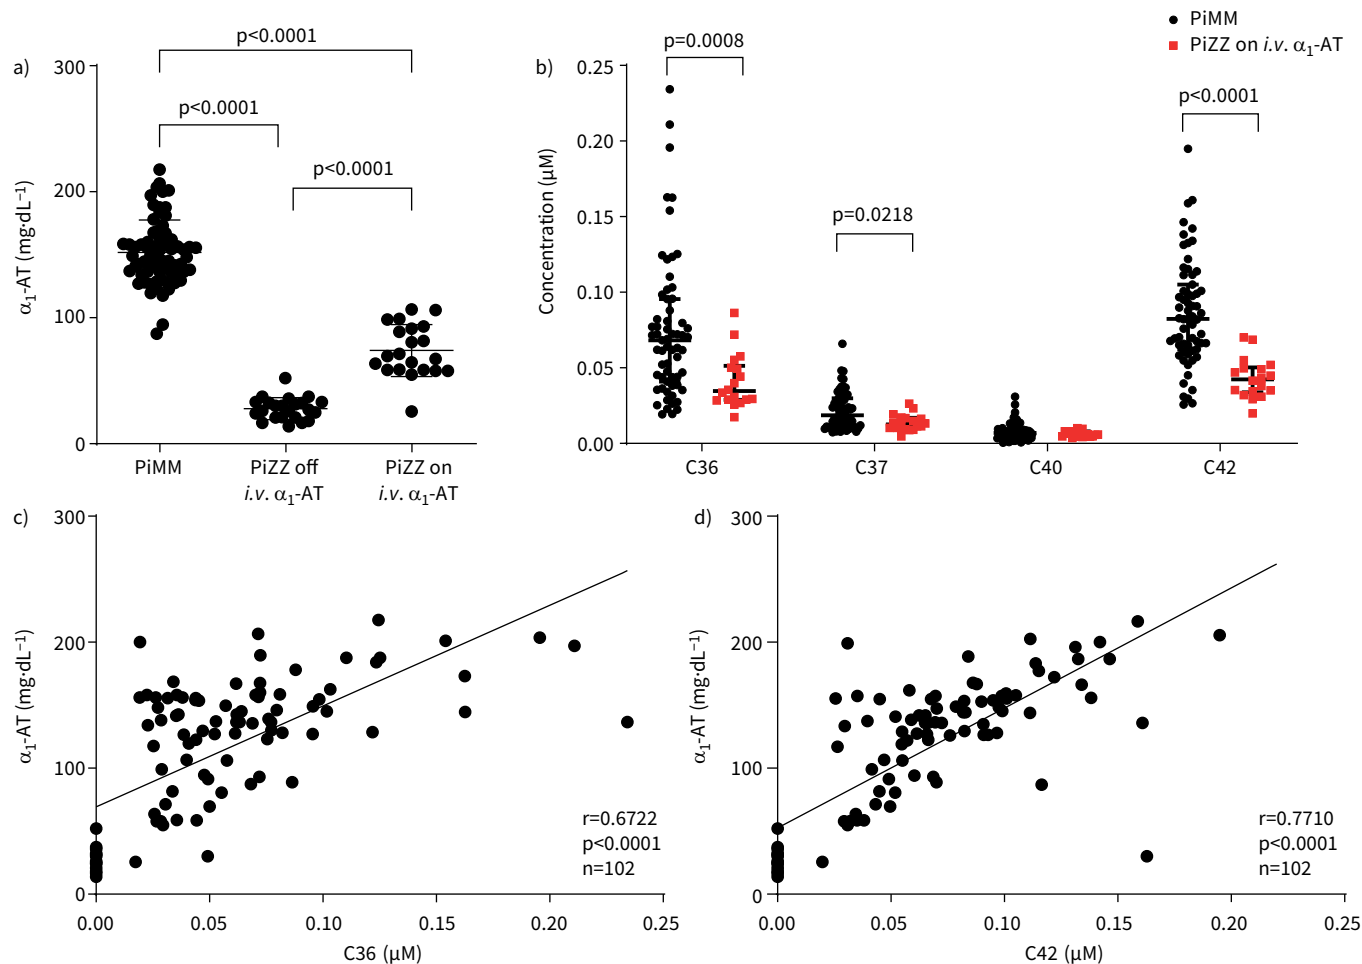 PiMM
PiZZ on i.v. α1-AT
a)
p<0.0001
p<0.0001
p<0.0001
300
200
100
0
α1-AT (mg·dL−1)
PiMM
PiZZ off
i.v. α1-AT
PiZZ on
i.v. α1-AT
b)
p=0.0008
p=0.0218
p<0.0001
0.25
0.20
0.15
0.10
0.05
0.00
Concentration (μM)
C36
C37
C40
C42
c)
300
200
100
0
α1-AT (mg·dL−1)
r=0.6722
p<0.0001
n=102
0.00 0.05 0.10 0.15 0.20 0.25
C36 (μM)
d)
300
200
100
0
α1-AT (mg·dL−1)
r=0.7710
p<0.0001
n=102
0.00 0.05 0.10 0.15 0.20 0.25
C42 (μM)